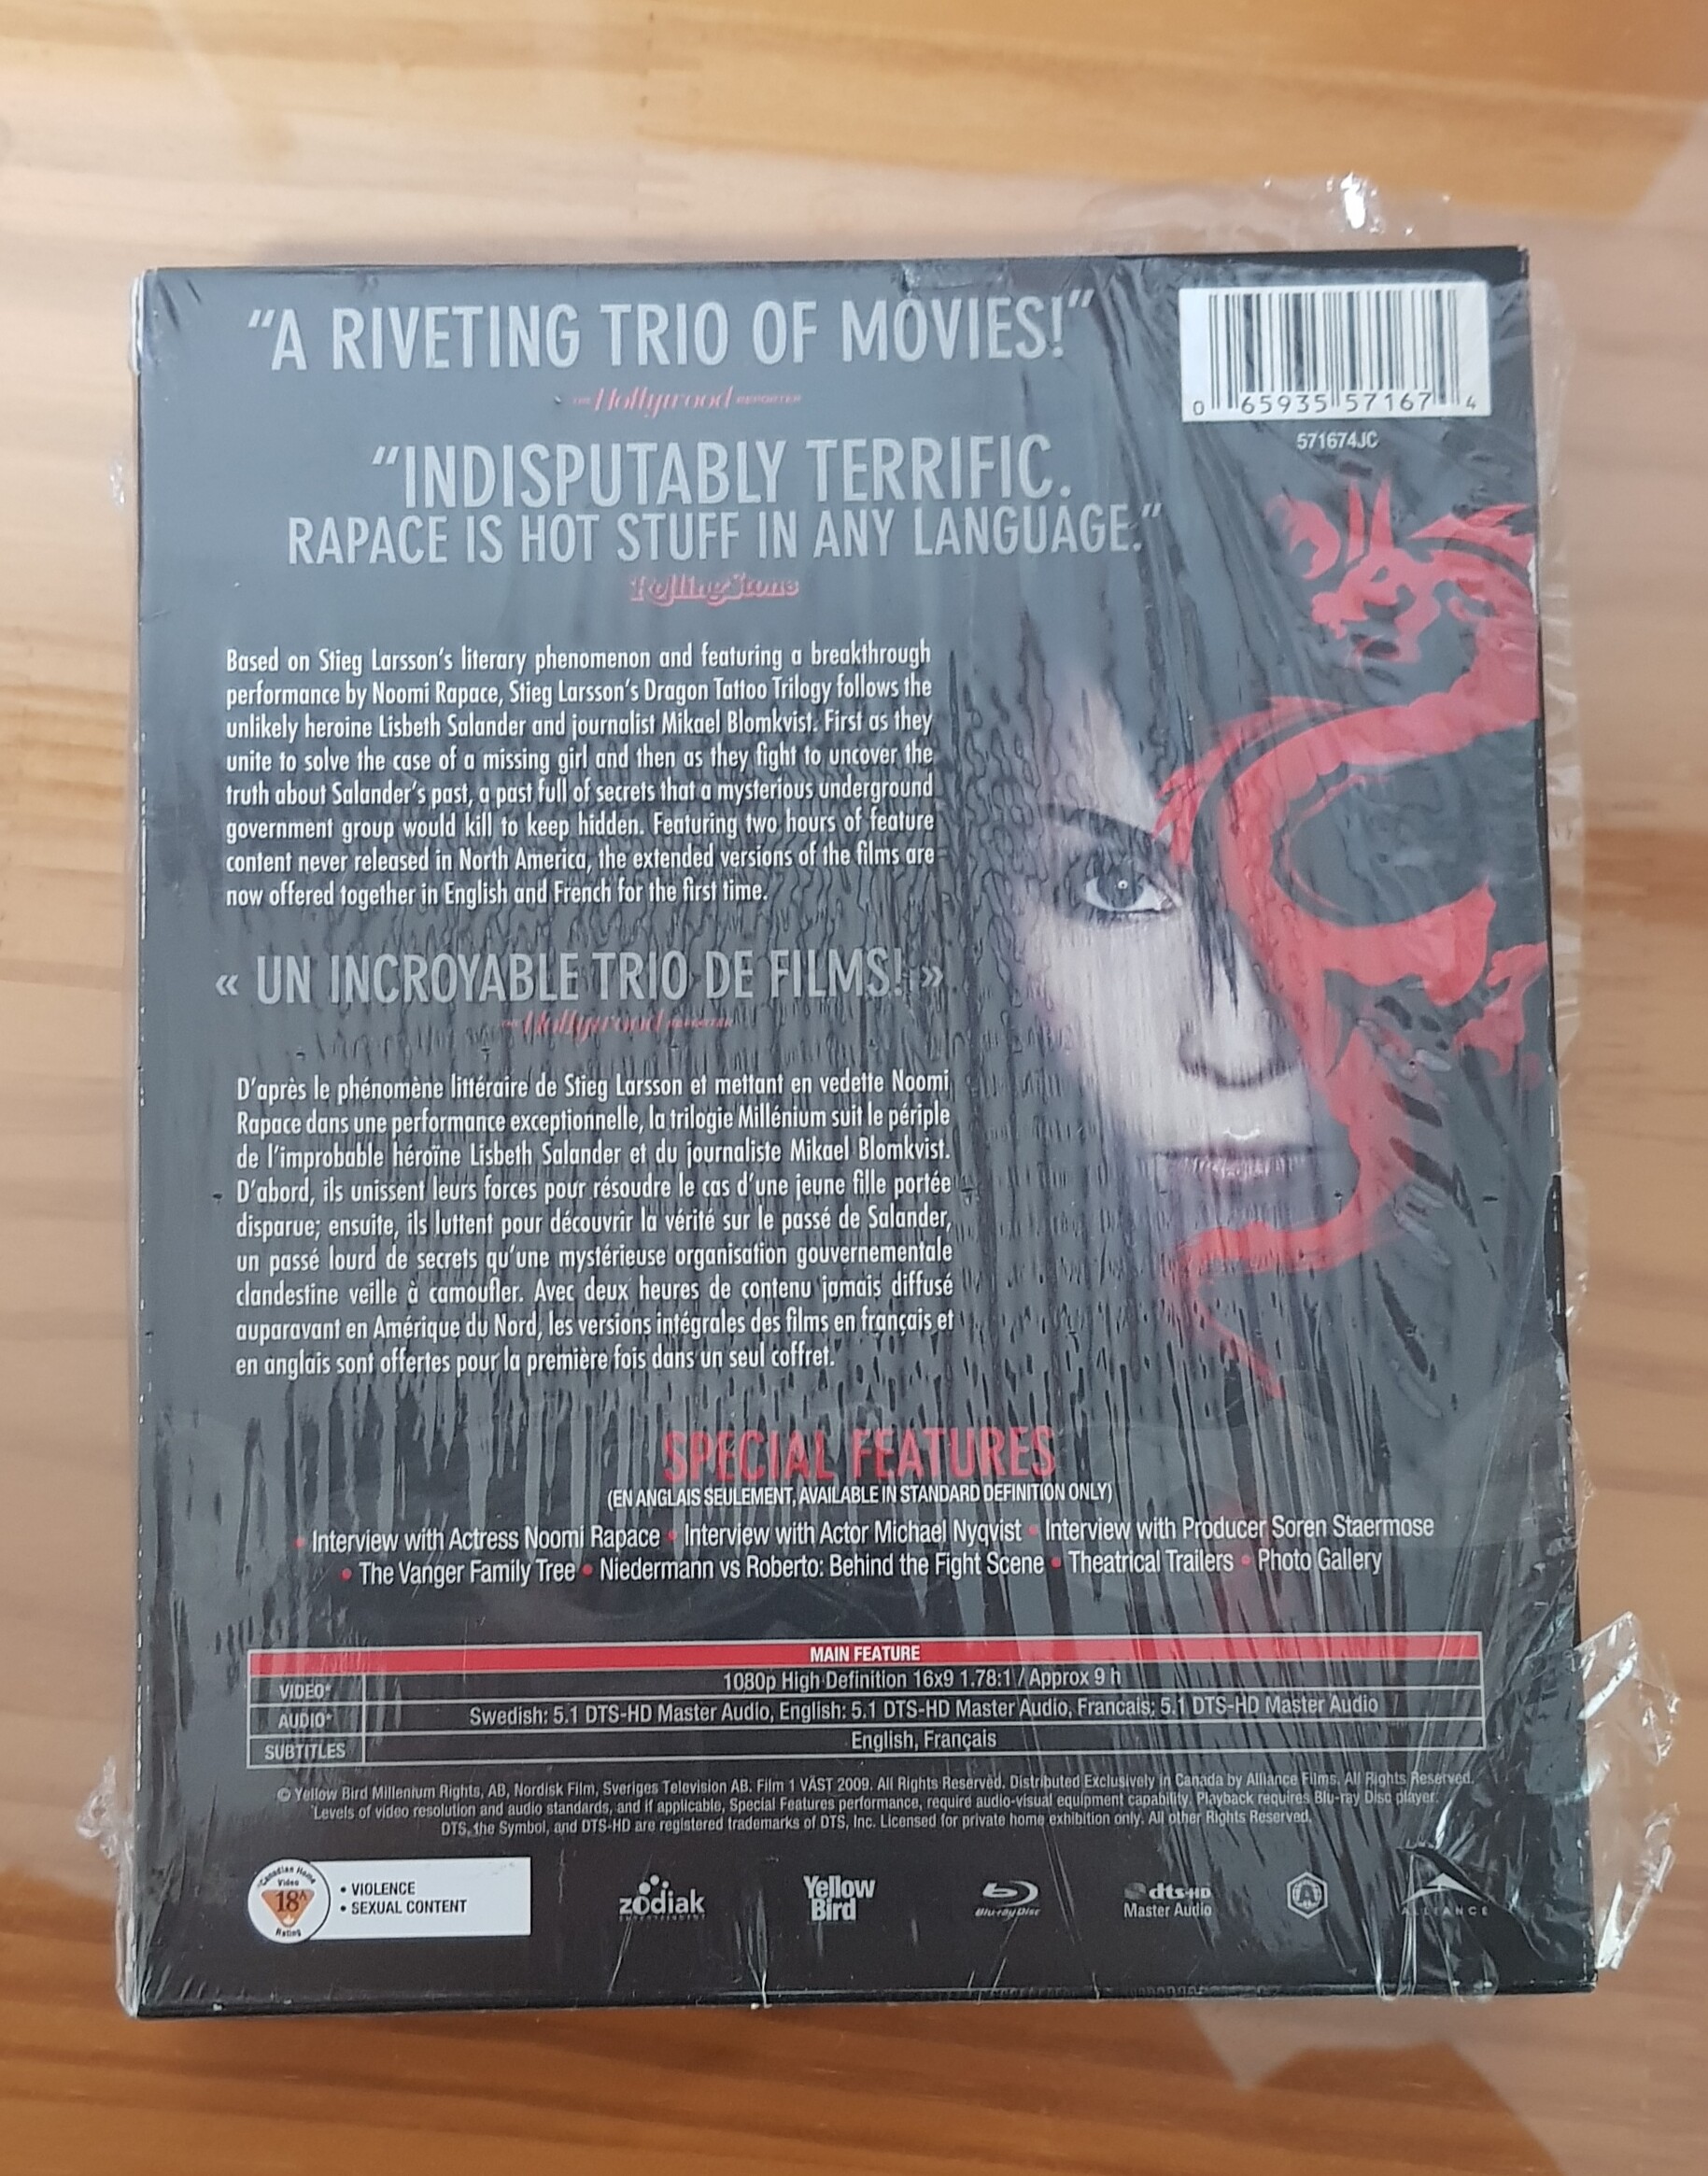 “A RIVETING TRIO OF MOVIES!”
THE Hollywood REPORTER
“INDISPUTABLY TERRIFIC.
RAPACE IS HOT STUFF IN ANY LANGUAGE.”
RollingStone
0 65935 57167 4
571674JC
Based on Stieg Larsson’s literary phenomenon and featuring a breakthrough
performance by Noomi Rapace, Stieg Larsson’s Dragon Tattoo Trilogy follows the
unlikely heroine Lisbeth Salander and journalist Mikael Blomkvist. First as they
unite to solve the case of a missing girl and then as they fight to uncover the
truth about Salander’s past, a past full of secrets that a mysterious underground
government group would kill to keep hidden. Featuring two hours of feature
content never released in North America, the extended versions of the films are
now offered together in English and French for the first time.
« UN INCROYABLE TRIO DE FILMS! »
THE Hollywood REPORTER
D’après le phénomène littéraire de Stieg Larsson et mettant en vedette Noomi
Rapace dans une performance exceptionnelle, la trilogie Millénium suit le périple
de l’improbable héroïne Lisbeth Salander et du journaliste Mikael Blomkvist.
D’abord, ils unissent leurs forces pour résoudre le cas d’une jeune fille portée
disparue; ensuite, ils luttent pour découvrir la vérité sur le passé de Salander,
un passé lourd de secrets qu’une mystérieuse organisation gouvernementale
clandestine veille à camoufler. Avec deux heures de contenu jamais diffusé
auparavant en Amérique du Nord, les versions intégrales des films en français et
en anglais sont offertes pour la première fois dans un seul coffret.
SPECIAL FEATURES
(EN ANGLAIS SEULEMENT, AVAILABLE IN STANDARD DEFINITION ONLY)
• Interview with Actress Noomi Rapace • Interview with Actor Michael Nyqvist • Interview with Producer Soren Staermose
• The Vanger Family Tree • Niedermann vs Roberto: Behind the Fight Scene • Theatrical Trailers • Photo Gallery
MAIN FEATURE
VIDEO* 1080p High Definition 16x9 1.78:1 / Approx 9 h
AUDIO* Swedish: 5.1 DTS-HD Master Audio, English: 5.1 DTS-HD Master Audio, Francais: 5.1 DTS-HD Master Audio
SUBTITLES English, Français
© Yellow Bird Millenium Rights, AB, Nordisk Film, Sveriges Television AB. Film 1 VÄST 2009. All Rights Reserved. Distributed Exclusively in Canada by Alliance Films. All Rights Reserved.
*Levels of video resolution and audio standards, and if applicable, Special Features performance, require audio-visual equipment capability. Playback requires Blu-ray Disc player.
DTS, the Symbol, and DTS-HD are registered trademarks of DTS, Inc. Licensed for private home exhibition only. All other Rights Reserved.
Canadian Home
Video
18A
Rating
• VIOLENCE
• SEXUAL CONTENT
zodiak
ENTERTAINMENT
Yellow
Bird
Blu-ray Disc
dts-HD
Master Audio
A
ALLIANCE